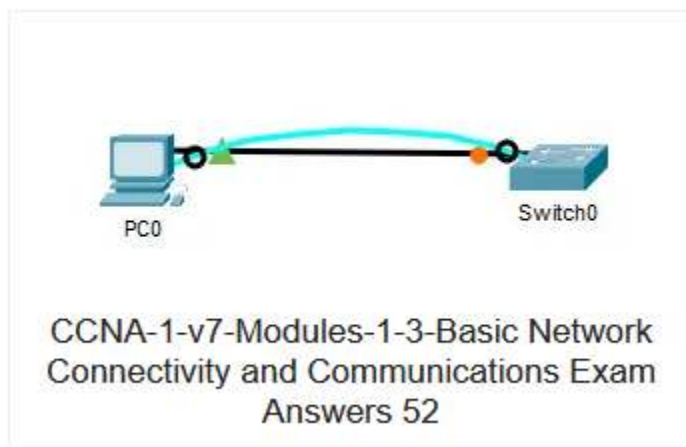 PC0
Switch0
CCNA-1-v7-Modules-1-3-Basic Network
Connectivity and Communications Exam
Answers 52